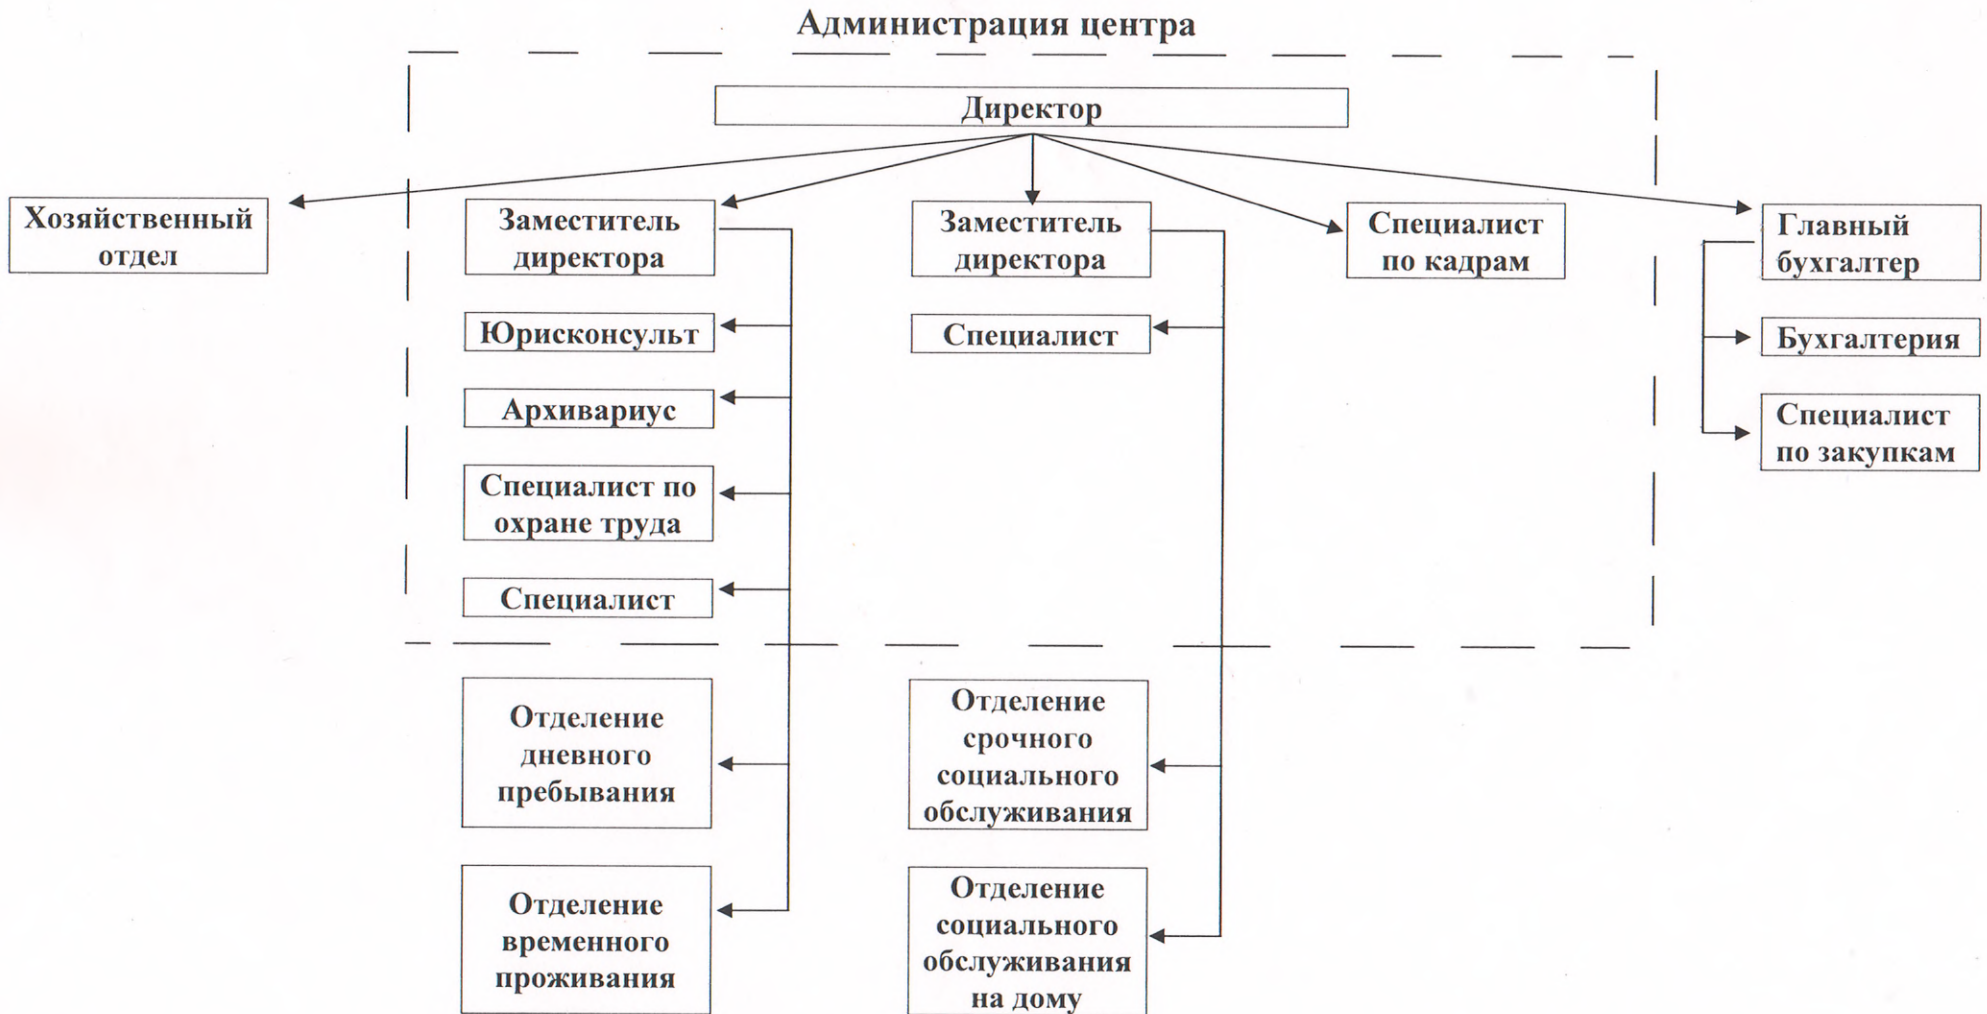 Администрация центра
Директор
Хозяйственный
отдел
Заместитель
директора
Заместитель
директора
Специалист
по кадрам
Главный
бухгалтер
Юрисконсульт
Специалист
Бухгалтерия
Архивариус
Специалист
по закупкам
Специалист по
охране труда
Специалист
Отделение
дневного
пребывания
Отделение
срочного
социального
обслуживания
Отделение
временного
проживания
Отделение
социального
обслуживания
на дому